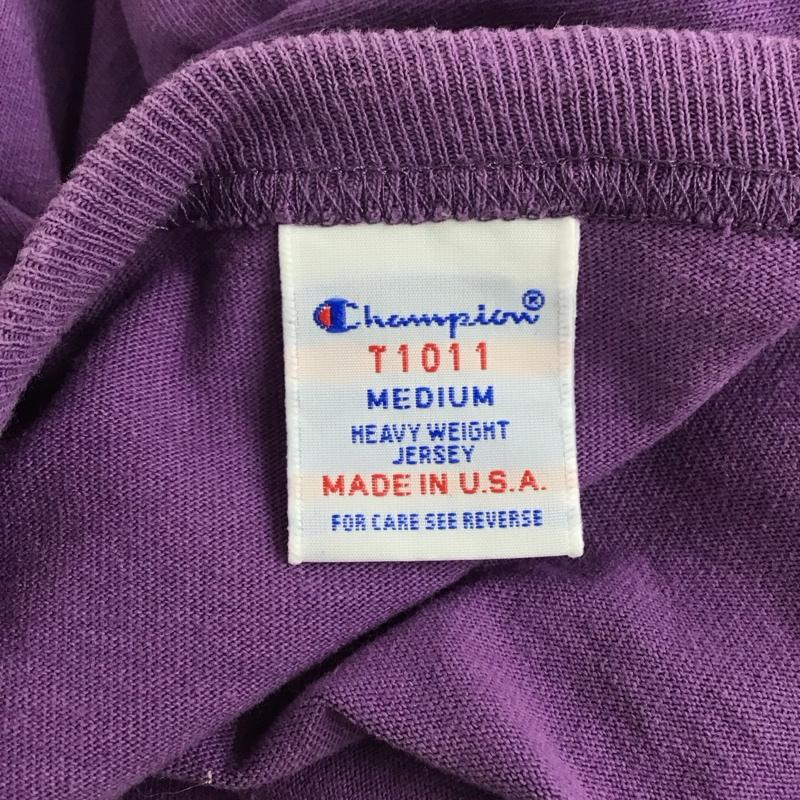 Champion®
T1011
MEDIUM
HEAVY WEIGHT
JERSEY
MADE IN U.S.A.
FOR CARE SEE REVERSE